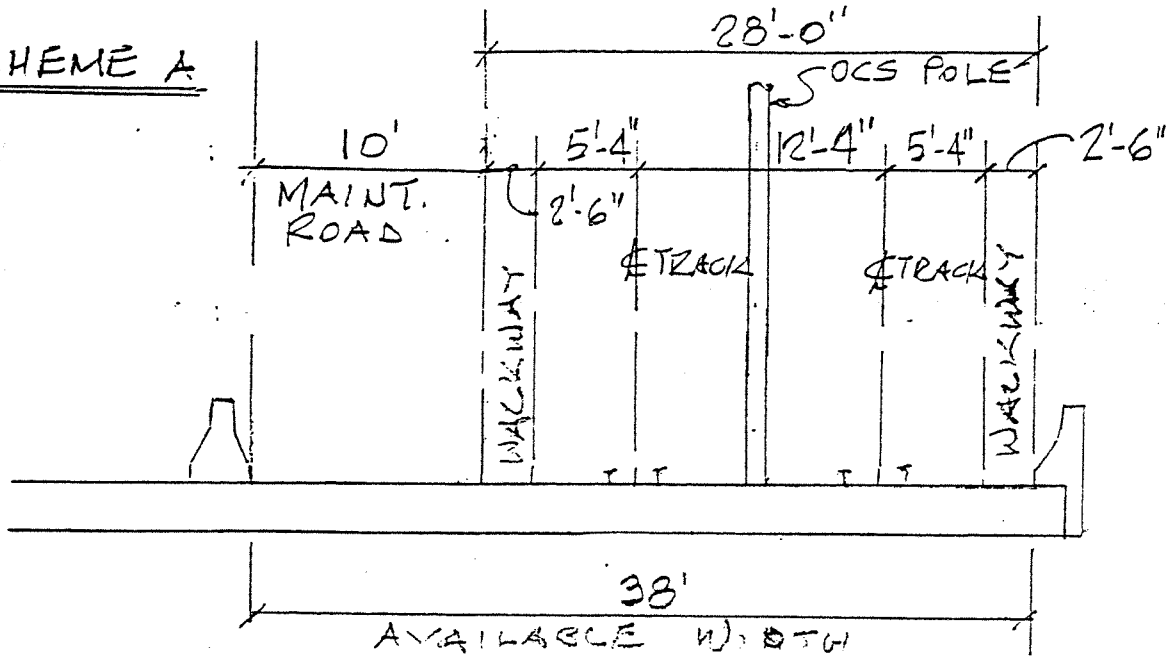 HEME A
28'-0"
OCS POLE
10'
5'-4"
12'-4"
5'-4"
2'-6"
MAINT.
ROAD
2'-6"
℄ TRACK
℄ TRACK
WALKWAY
WALKWAY
38'
AVAILABLE WIDTH